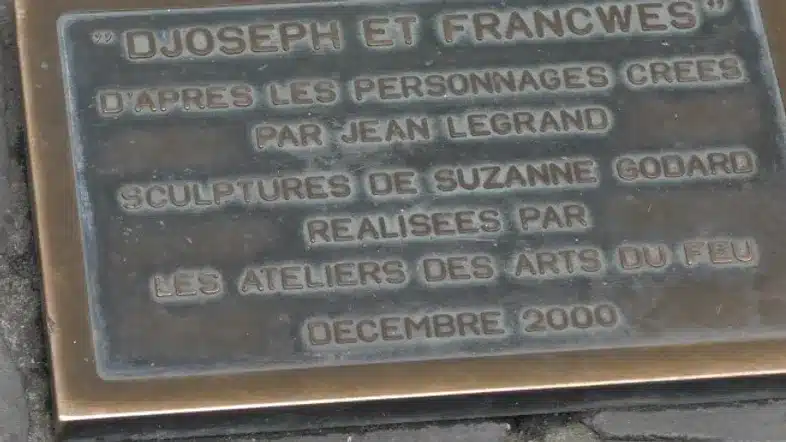 "DJOSEPH ET FRANCWES"
D'APRES LES PERSONNAGES CREES
PAR JEAN LEGRAND
SCULPTURES DE SUZANNE GODARD
REALISEES PAR
LES ATELIERS DES ARTS DU FEU
DECEMBRE 2000